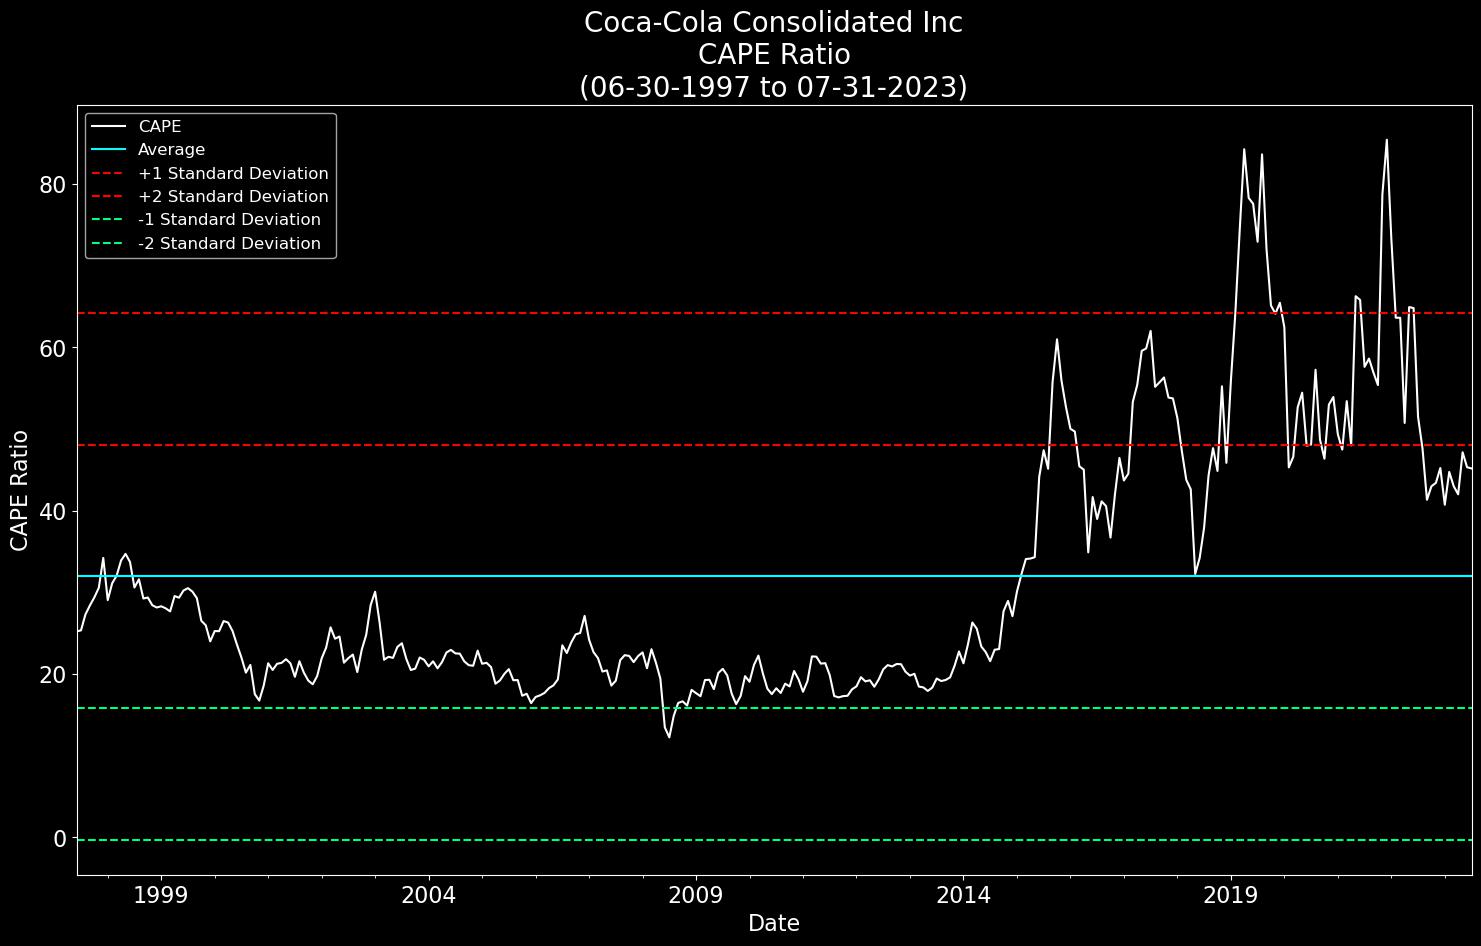 Coca-Cola Consolidated Inc
CAPE Ratio
(06-30-1997 to 07-31-2023)
CAPE
Average
+1 Standard Deviation
+2 Standard Deviation
-1 Standard Deviation
-2 Standard Deviation
80
60
40
20
0
CAPE Ratio
1999
2004
2009
2014
2019
Date